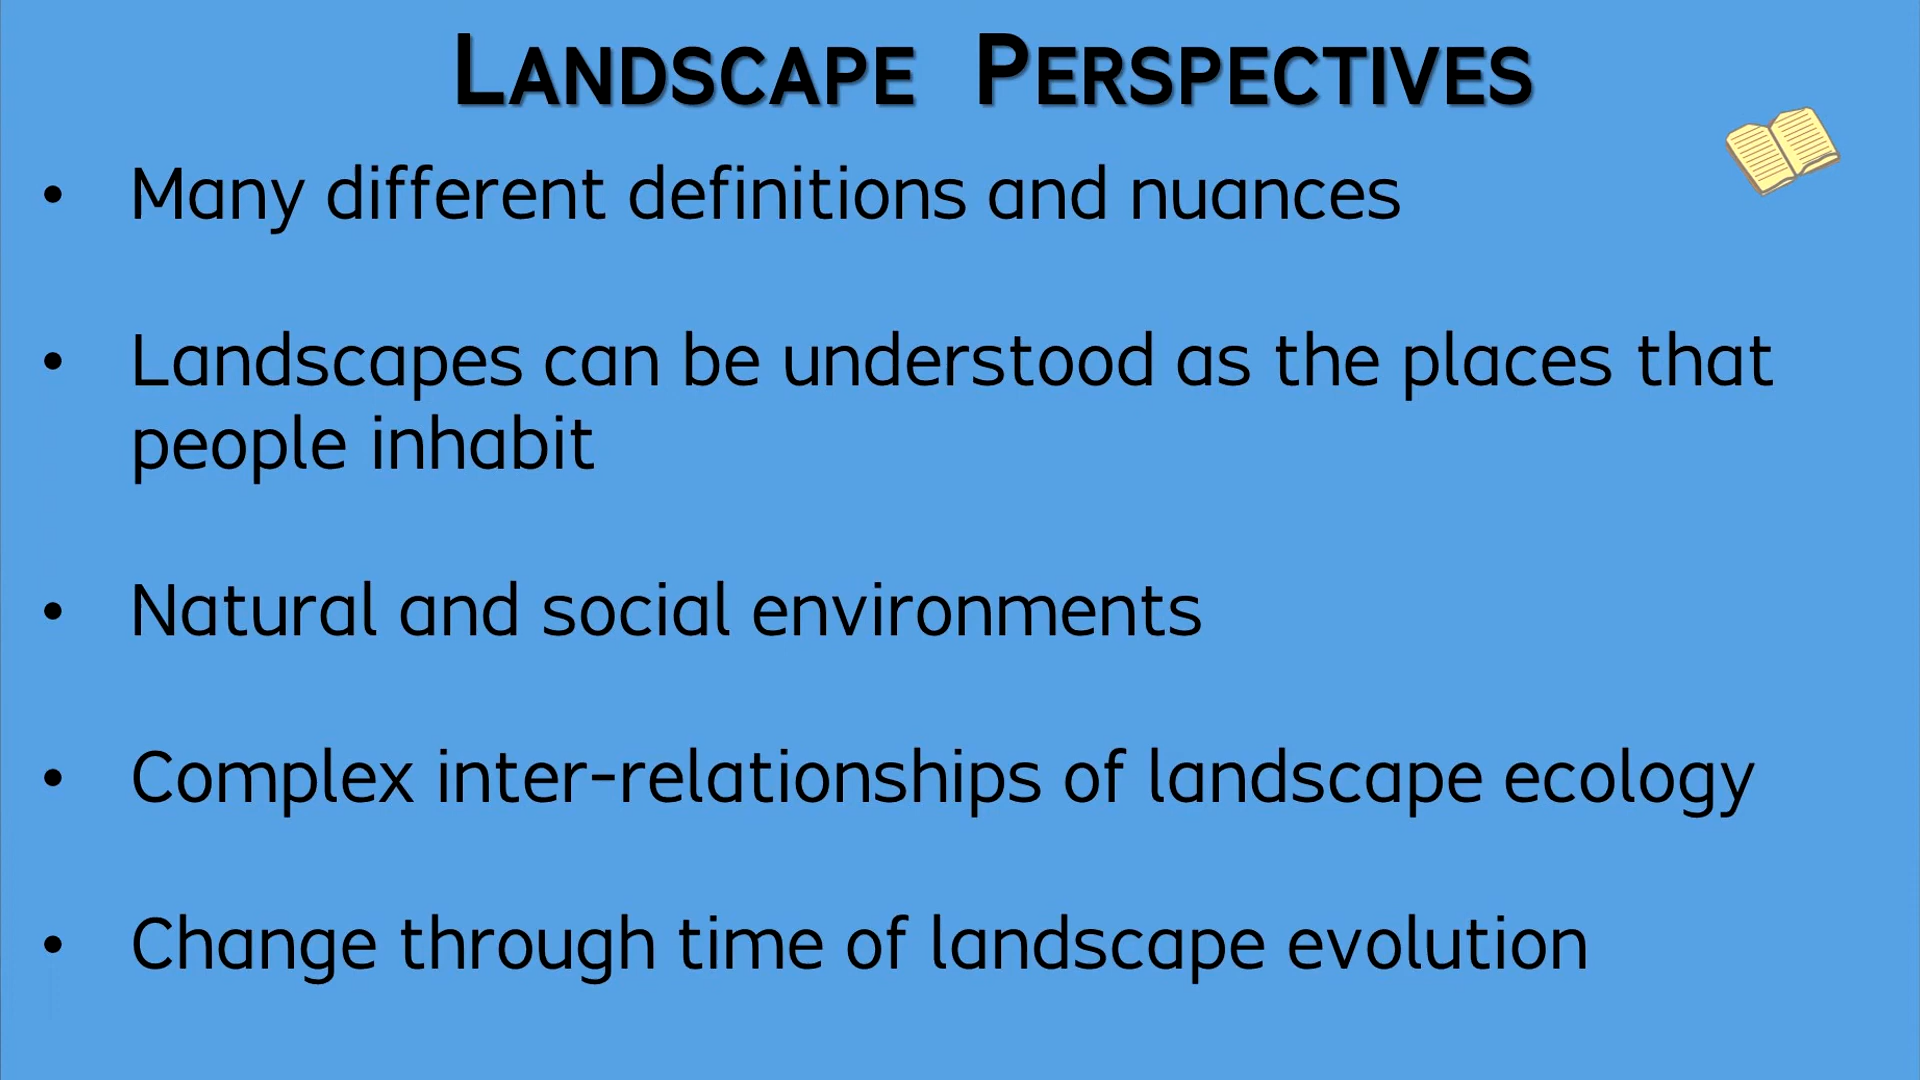 LANDSCAPE PERSPECTIVES
• Many different definitions and nuances
• Landscapes can be understood as the places that
people inhabit
• Natural and social environments
• Complex inter-relationships of landscape ecology
• Change through time of landscape evolution